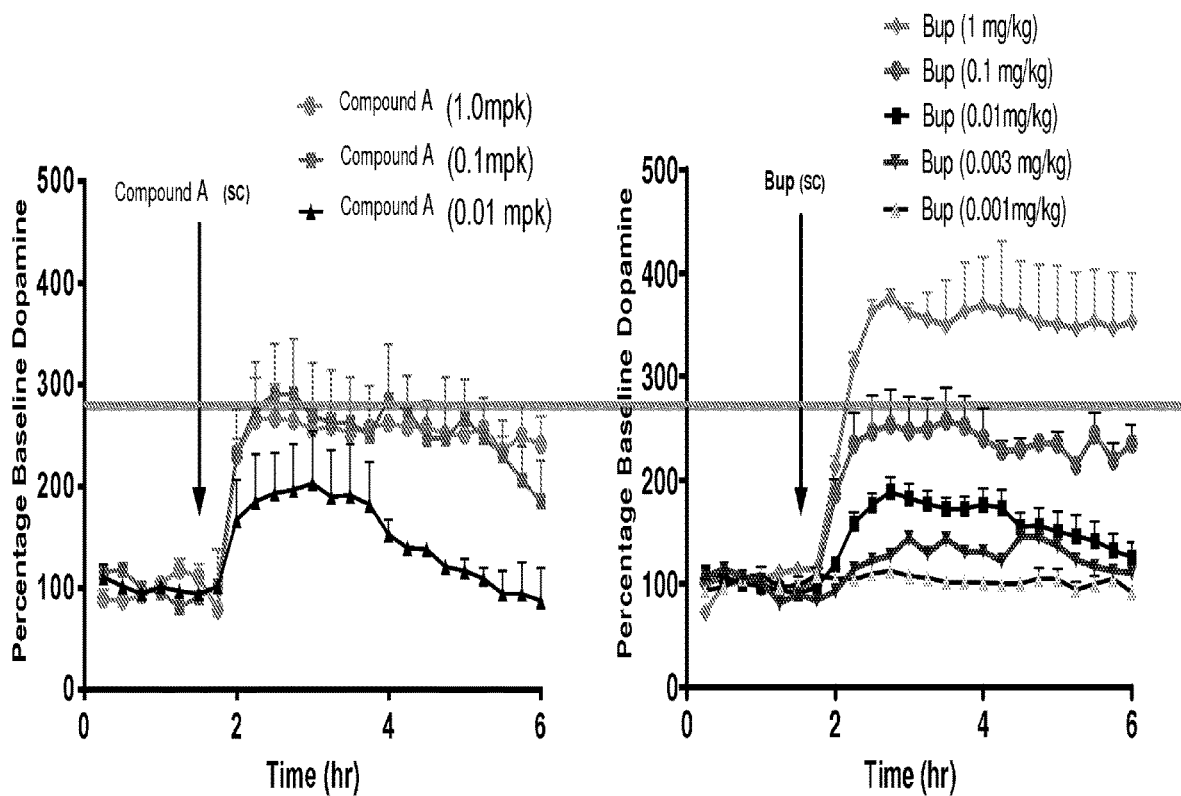 Compound A (1.0mpk)
Compound A (0.1mpk)
Compound A (0.01 mpk)
Compound A (sc)
Percentage Baseline Dopamine
500
400
300
200
100
0
0 2 4 6
Time (hr)
Bup (1 mg/kg)
Bup (0.1 mg/kg)
Bup (0.01mg/kg)
Bup (0.003 mg/kg)
Bup (0.001mg/kg)
Bup (sc)
Percentage Baseline Dopamine
500
400
300
200
100
0
0 2 4 6
Time (hr)